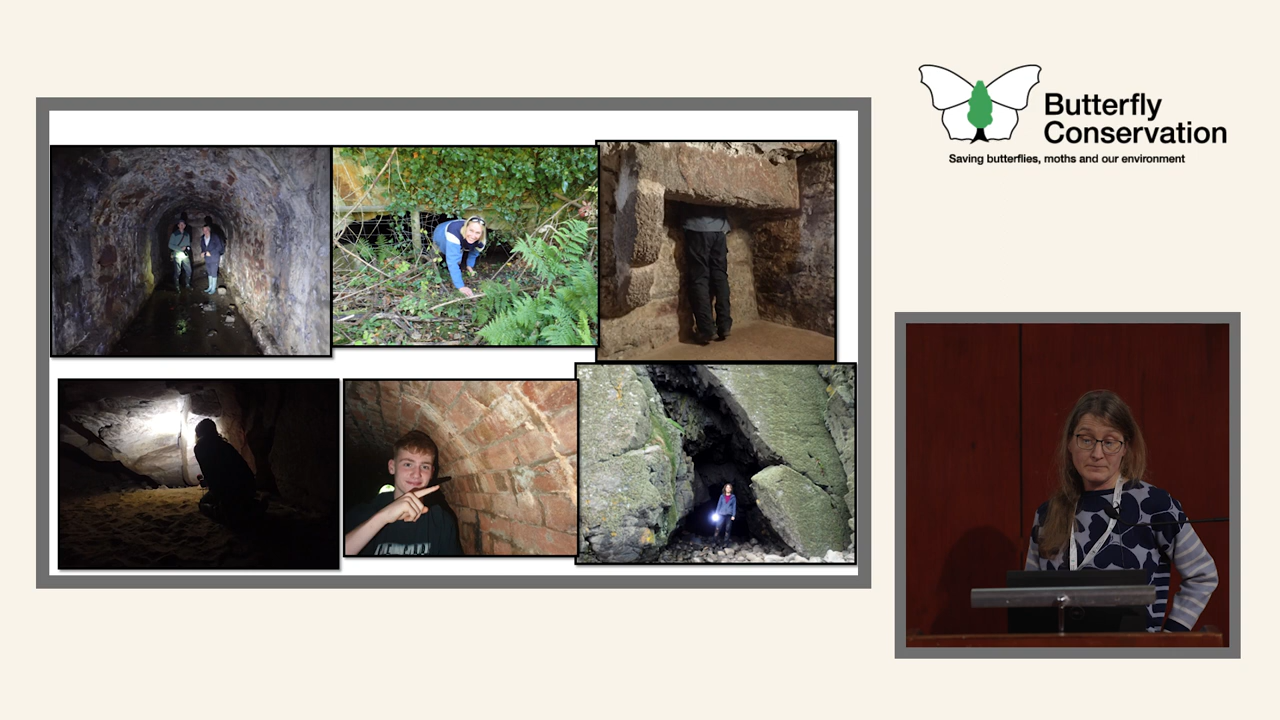 Butterfly
Conservation
Saving butterflies, moths and our environment